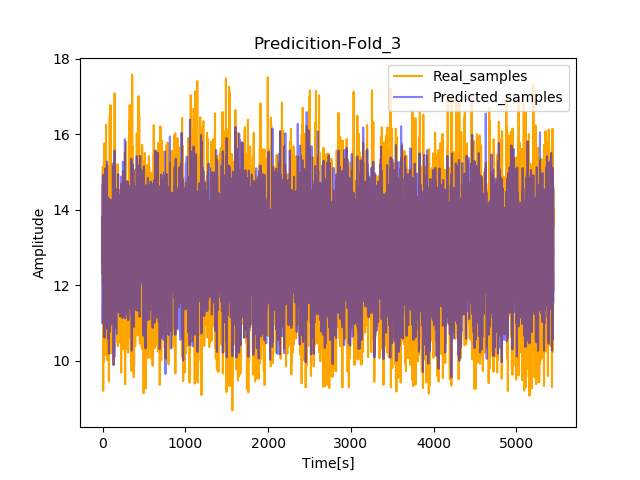 Predicition-Fold_3
18
16
14
12
10
Amplitude
Real_samples
Predicted_samples
0 1000 2000 3000 4000 5000
Time[s]